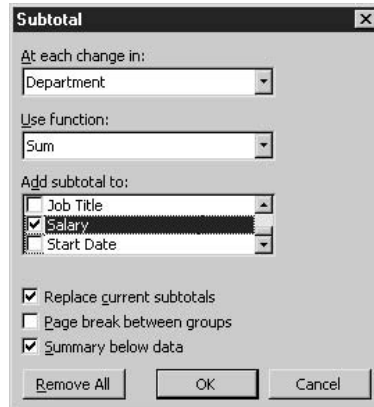 Subtotal
At each change in:
Department
Use function:
Sum
Add subtotal to:
Job Title
Salary
Start Date
Replace current subtotals
Page break between groups
Summary below data
Remove All OK Cancel